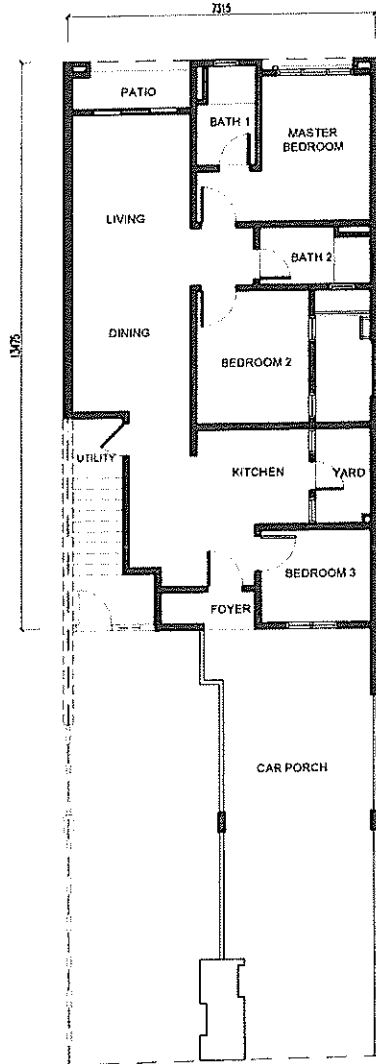 7315
PATIO
BATH 1
MASTER
BEDROOM
LIVING
BATH 2
13475
DINING
BEDROOM 2
UTILITY
KITCHEN
YARD
BEDROOM 3
FOYER
CAR PORCH